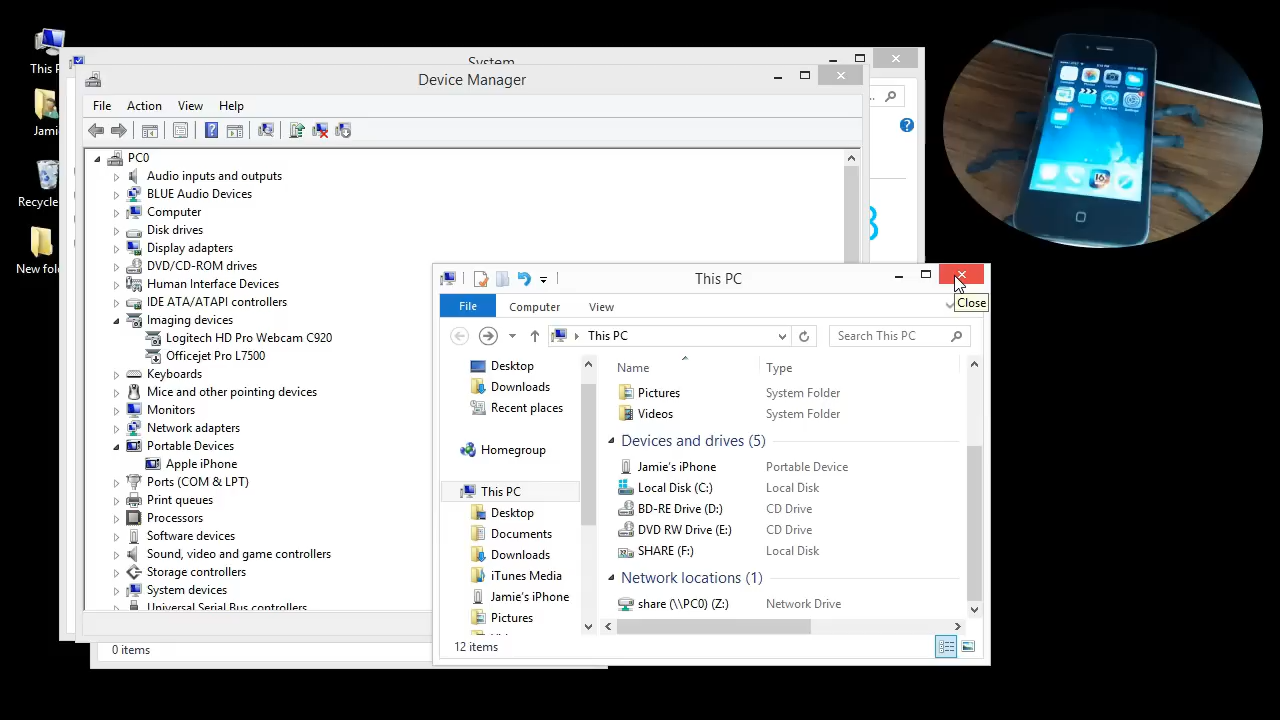 This P
Jamie
Recycle
New fol
System
Device Manager
File Action View Help
PC0
Audio inputs and outputs
BLUE Audio Devices
Computer
Disk drives
Display adapters
DVD/CD-ROM drives
Human Interface Devices
IDE ATA/ATAPI controllers
Imaging devices
Logitech HD Pro Webcam C920
Officejet Pro L7500
Keyboards
Mice and other pointing devices
Monitors
Network adapters
Portable Devices
Apple iPhone
Ports (COM & LPT)
Print queues
Processors
Software devices
Sound, video and game controllers
Storage controllers
System devices
Universal Serial Bus controllers
0 items
This PC
Close
File Computer View
This PC
Search This PC
Desktop
Downloads
Recent places
Homegroup
This PC
Desktop
Documents
Downloads
iTunes Media
Jamie's iPhone
Pictures
Name Type
Pictures System Folder
Videos System Folder
Devices and drives (5)
Jamie's iPhone Portable Device
Local Disk (C:) Local Disk
BD-RE Drive (D:) CD Drive
DVD RW Drive (E:) CD Drive
SHARE (F:) Local Disk
Network locations (1)
share (\\PC0) (Z:) Network Drive
12 items